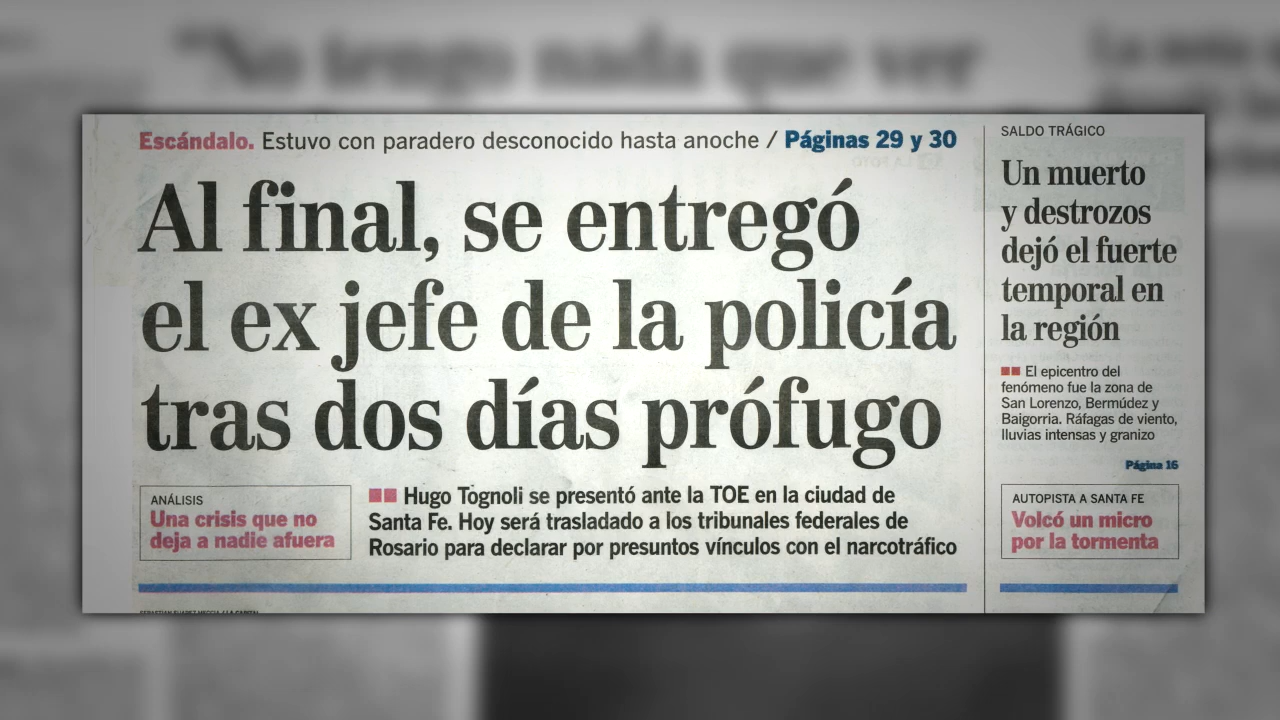 "No tengo nada que ver
Escándalo. Estuvo con paradero desconocido hasta anoche / Páginas 29 y 30
Al final, se entregó
el ex jefe de la policía
tras dos días prófugo
ANÁLISIS
Una crisis que no
deja a nadie afuera
Hugo Tognoli se presentó ante la TOE en la ciudad de
Santa Fe. Hoy será trasladado a los tribunales federales de
Rosario para declarar por presuntos vínculos con el narcotráfico
SALDO TRÁGICO
Un muerto
y destrozos
dejó el fuerte
temporal en
la región
El epicentro del
fenómeno fue la zona de
San Lorenzo, Bermúdez y
Baigorria. Ráfagas de viento,
lluvias intensas y granizo
Página 16
AUTOPISTA A SANTA FE
Volcó un micro
por la tormenta